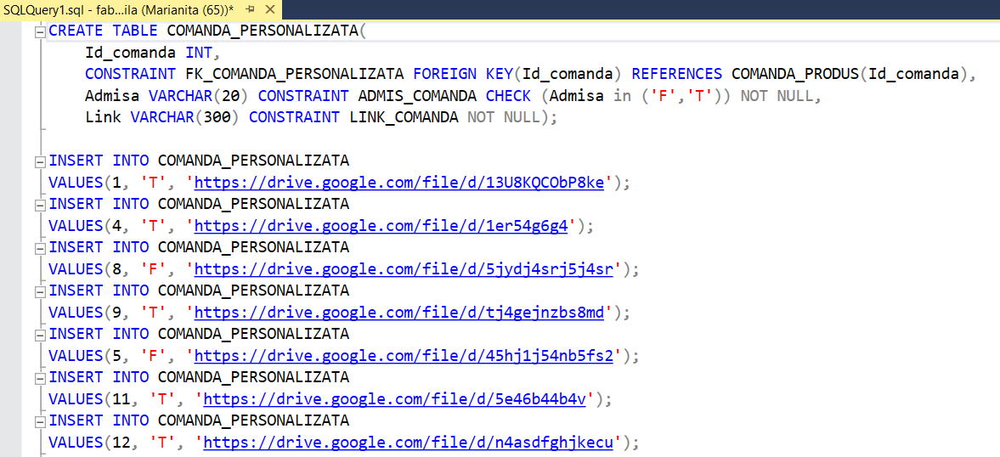 SQLQuery1.sql - fab...ila (Marianita (65))*
CREATE TABLE COMANDA_PERSONALIZATA(
Id_comanda INT,
CONSTRAINT FK_COMANDA_PERSONALIZATA FOREIGN KEY(Id_comanda) REFERENCES COMANDA_PRODUS(Id_comanda),
Admisa VARCHAR(20) CONSTRAINT ADMIS_COMANDA CHECK (Admisa in ('F','T')) NOT NULL,
Link VARCHAR(300) CONSTRAINT LINK_COMANDA NOT NULL);
INSERT INTO COMANDA_PERSONALIZATA
VALUES(1, 'T', 'https://drive.google.com/file/d/13U8KQCObP8ke');
INSERT INTO COMANDA_PERSONALIZATA
VALUES(4, 'T', 'https://drive.google.com/file/d/1er54g6g4');
INSERT INTO COMANDA_PERSONALIZATA
VALUES(8, 'F', 'https://drive.google.com/file/d/5jydj4srj5j4sr');
INSERT INTO COMANDA_PERSONALIZATA
VALUES(9, 'T', 'https://drive.google.com/file/d/tj4gejnzbs8md');
INSERT INTO COMANDA_PERSONALIZATA
VALUES(5, 'F', 'https://drive.google.com/file/d/45hj1j54nb5fs2');
INSERT INTO COMANDA_PERSONALIZATA
VALUES(11, 'T', 'https://drive.google.com/file/d/5e46b44b4v');
INSERT INTO COMANDA_PERSONALIZATA
VALUES(12, 'T', 'https://drive.google.com/file/d/n4asdfghjkecu');